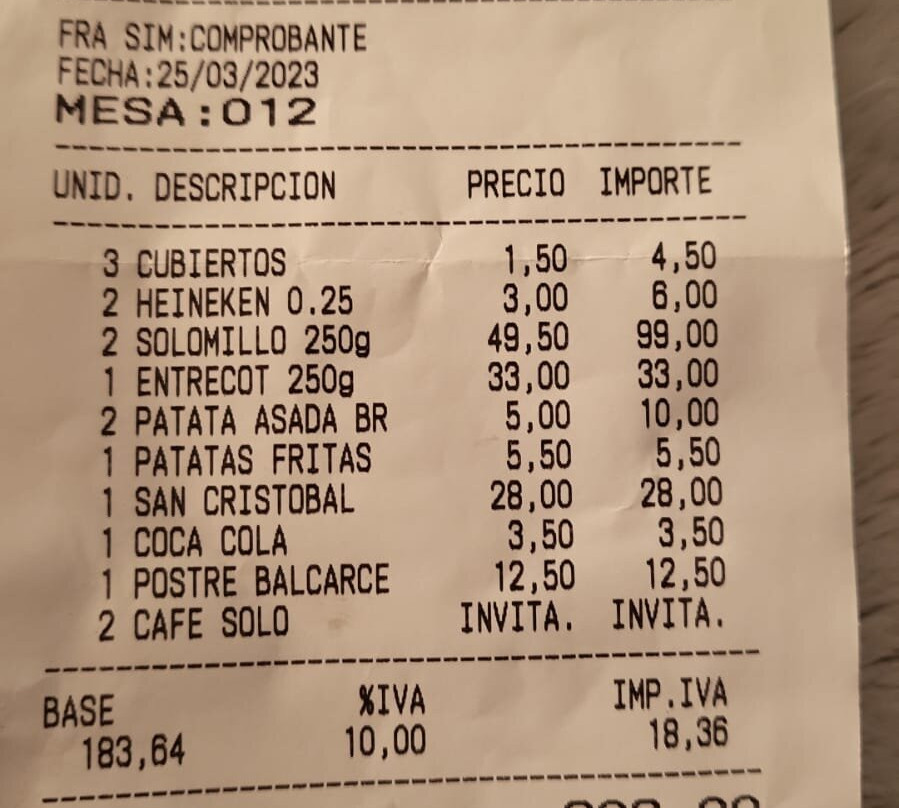 FRA SIM:COMPROBANTE
FECHA:25/03/2023
MESA:012
UNID. DESCRIPCION PRECIO IMPORTE
3 CUBIERTOS 1,50 4,50
2 HEINEKEN 0.25 3,00 6,00
2 SOLOMILLO 250g 49,50 99,00
1 ENTRECOT 250g 33,00 33,00
2 PATATA ASADA BR 5,00 10,00
1 PATATAS FRITAS 5,50 5,50
1 SAN CRISTOBAL 28,00 28,00
1 COCA COLA 3,50 3,50
1 POSTRE BALCARCE 12,50 12,50
2 CAFE SOLO INVITA. INVITA.
BASE %IVA IMP.IVA
183,64 10,00 18,36